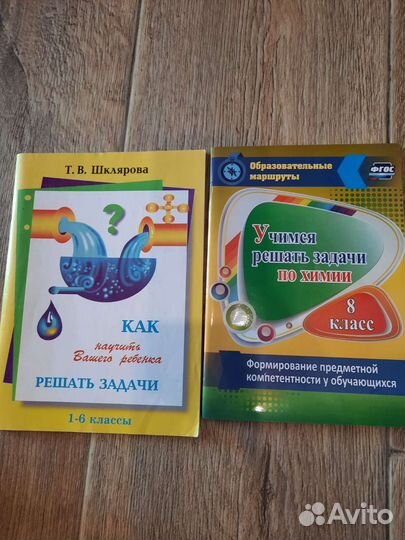 Т. В. Шклярова
?
КАК
научить
Вашего ребенка
РЕШАТЬ ЗАДАЧИ
1-6 классы
Образовательные
маршруты
ФГОС
Учимся
решать задачи
по химии
8
класс
Формирование предметной
компетентности у обучающихся
Avito